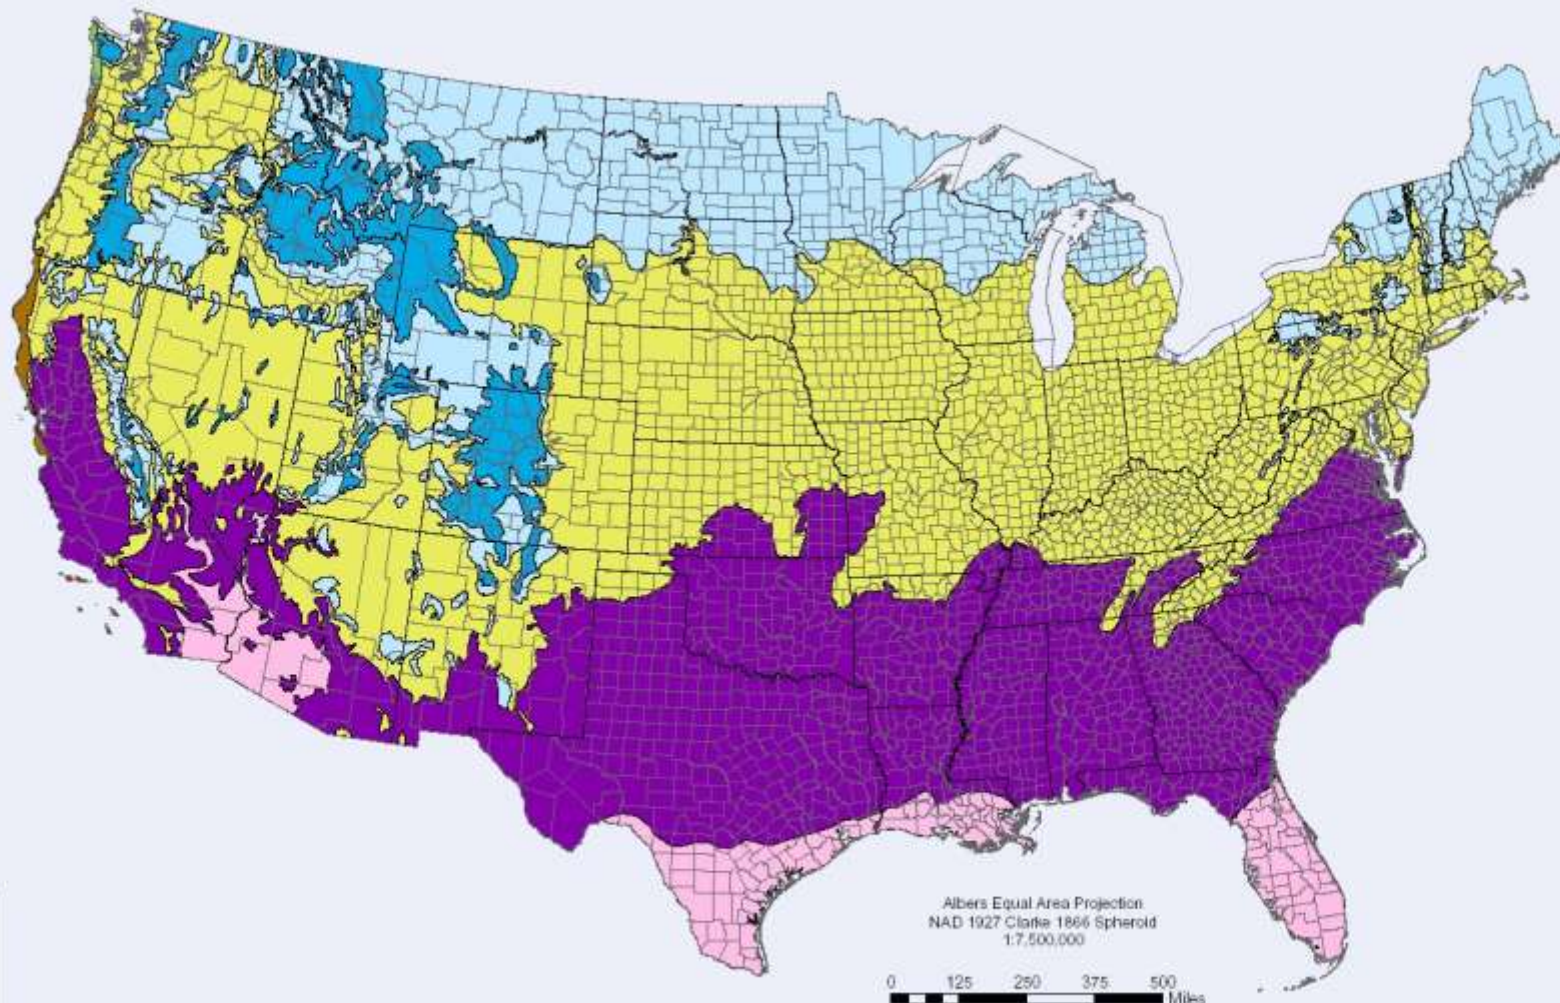 Albers Equal Area Projection
NAD 1927 Clarke 1866 Spheroid
1:7,500,000
0 125 250 375 500
Miles